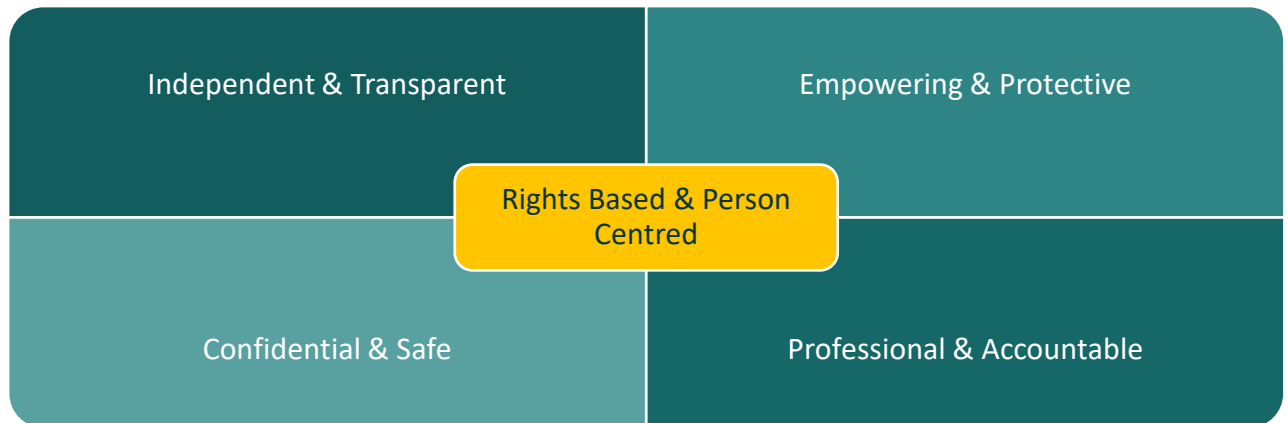 Independent & Transparent
Empowering & Protective
Rights Based & Person
Centred
Confidential & Safe
Professional & Accountable